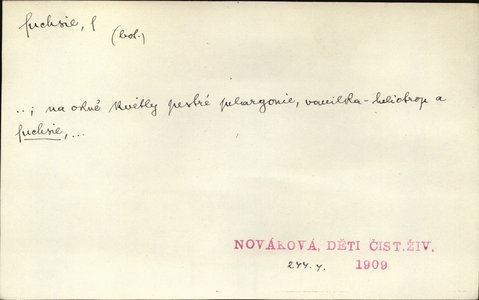 fuchsie, f
(bot.)
..; na okně kvetly pestré pelargonie, vanilka-heliotrop a
fuchsie,...
NOVÁKOVÁ, DĚTI ČIST.ŽIV.
244. 1909